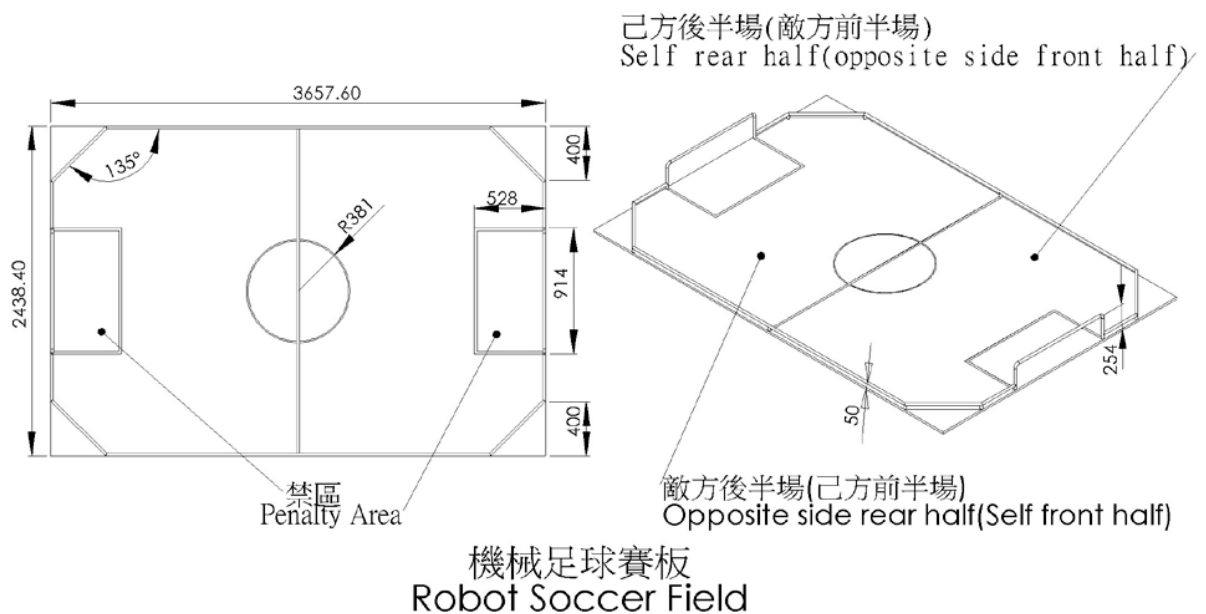 己方後半場(敵方前半場)
Self rear half(opposite side front half)
3657.60
135°
400
528
R381
2438.40
914
254
400
50
禁區
Penalty Area
敵方後半場(己方前半場)
Opposite side rear half(Self front half)
機械足球賽板
Robot Soccer Field